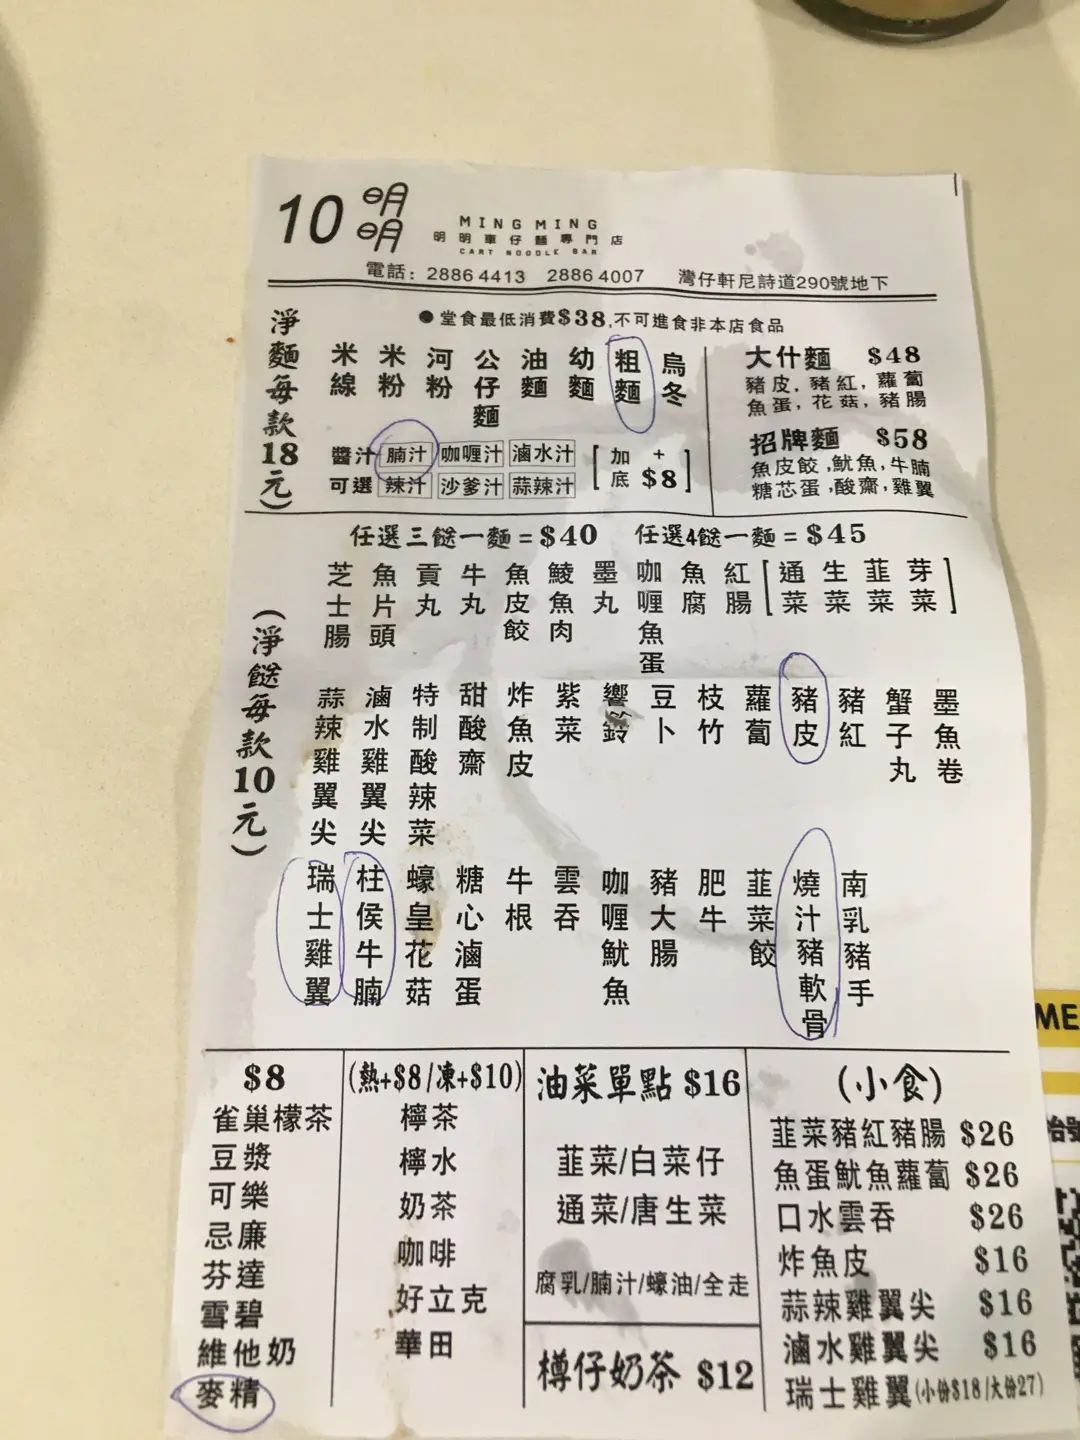 10 明明 MING MING
明明車仔麵專門店
CART NOODLE BAR
電話: 2886 4413 2886 4007 灣仔軒尼詩道290號地下
●堂食最低消費$38,不可進食非本店食品
(淨麵每款18元)
米線 米粉 河粉 公仔麵 油麵 幼麵 粗麵 烏冬
醬汁可選
腩汁 咖喱汁 滷水汁
辣汁 沙爹汁 蒜辣汁
[加底 + $8]
大什麵 $48
豬皮,豬紅,蘿蔔
魚蛋,花菇,豬腸
招牌麵 $58
魚皮餃,魷魚,牛腩
糖芯蛋,酸齋,雞翼
任選三餸一麵=$40 任選4餸一麵=$45
(淨餸每款10元)
芝士腸 魚片頭 貢丸 牛丸 魚皮餃 鯪魚肉 墨丸 咖喱魚蛋 魚腐 紅腸 [通菜 生菜 韮菜 芽菜]
蒜辣雞翼尖 滷水雞翼尖 特制酸辣菜 甜酸齋 炸魚皮 紫菜 響鈴 豆卜 枝竹 蘿蔔 豬皮 豬紅 蟹子丸 墨魚卷
瑞士雞翼 柱侯牛腩 蠔皇花菇 糖心滷蛋 牛根 雲吞 咖喱魷魚 豬大腸 肥牛 韮菜餃 燒汁豬軟骨 南乳豬手
$8
雀巢檬茶
豆漿
可樂
忌廉
芬達
雪碧
維他奶
麥精
(熱+$8/凍+$10)
檸茶
檸水
奶茶
咖啡
好立克
華田
油菜單點 $16
韮菜/白菜仔
通菜/唐生菜
腐乳/腩汁/蠔油/全走
樽仔奶茶 $12
(小食)
韮菜豬紅豬腸 $26
魚蛋魷魚蘿蔔 $26
口水雲吞 $26
炸魚皮 $16
蒜辣雞翼尖 $16
滷水雞翼尖 $16
瑞士雞翼(小份$18/大份27)
ME